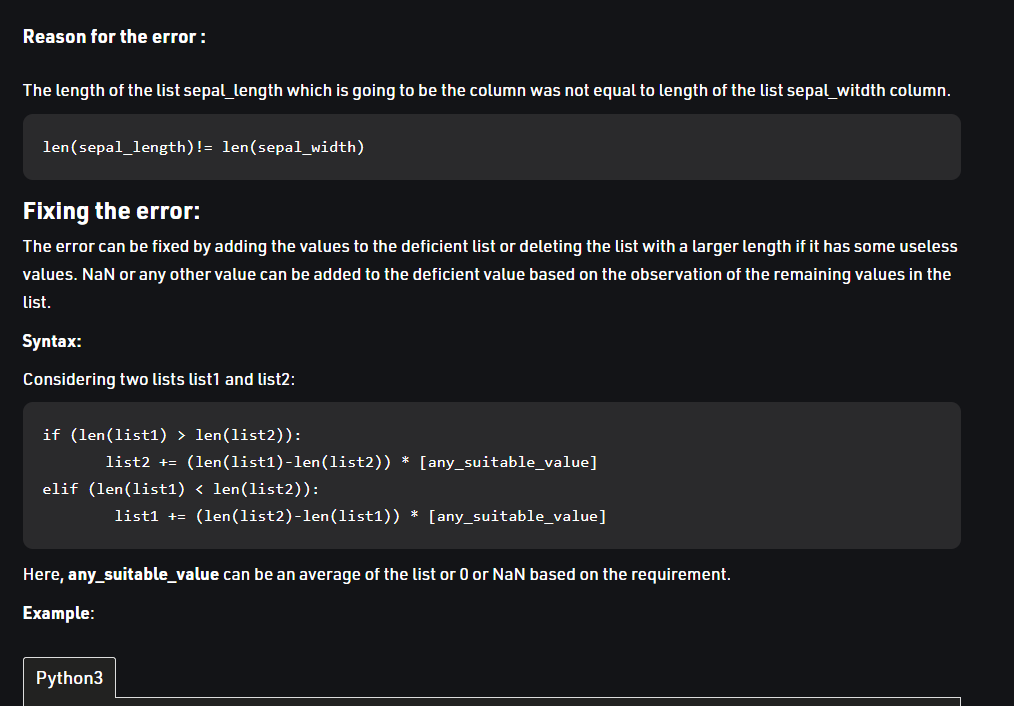 Reason for the error :
The length of the list sepal_length which is going to be the column was not equal to length of the list sepal_witdth column.
len(sepal_length)!= len(sepal_width)
Fixing the error:
The error can be fixed by adding the values to the deficient list or deleting the list with a larger length if it has some useless
values. NaN or any other value can be added to the deficient value based on the observation of the remaining values in the
list.
Syntax:
Considering two lists list1 and list2:
if (len(list1) > len(list2)):
       list2 += (len(list1)-len(list2)) * [any_suitable_value]
elif (len(list1) < len(list2)):
        list1 += (len(list2)-len(list1)) * [any_suitable_value]
Here, any_suitable_value can be an average of the list or 0 or NaN based on the requirement.
Example:
Python3